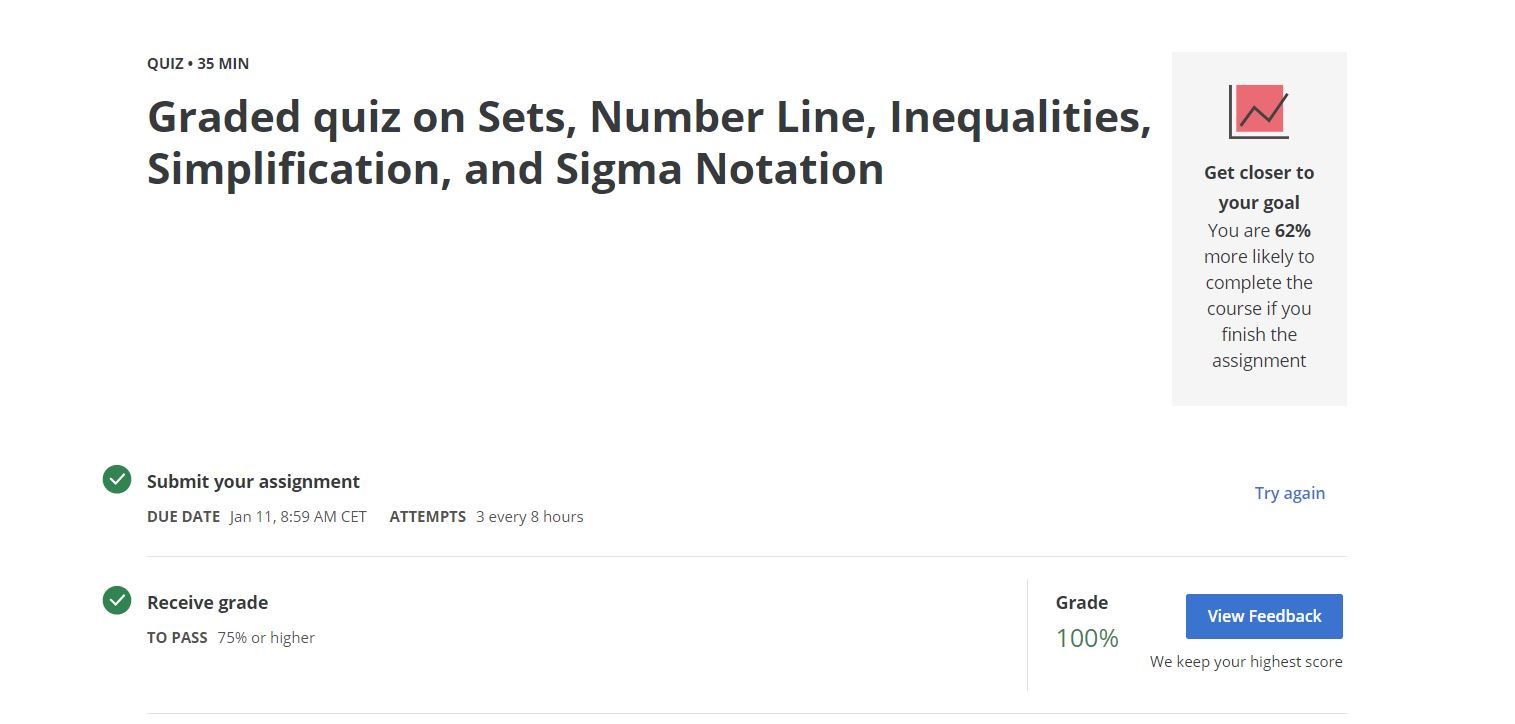 QUIZ • 35 MIN
Graded quiz on Sets, Number Line, Inequalities,
Simplification, and Sigma Notation
Get closer to
your goal
You are 62%
more likely to
complete the
course if you
finish the
assignment
Submit your assignment
DUE DATE Jan 11, 8:59 AM CET ATTEMPTS 3 every 8 hours
Try again
Receive grade
TO PASS 75% or higher
Grade
100%
View Feedback
We keep your highest score